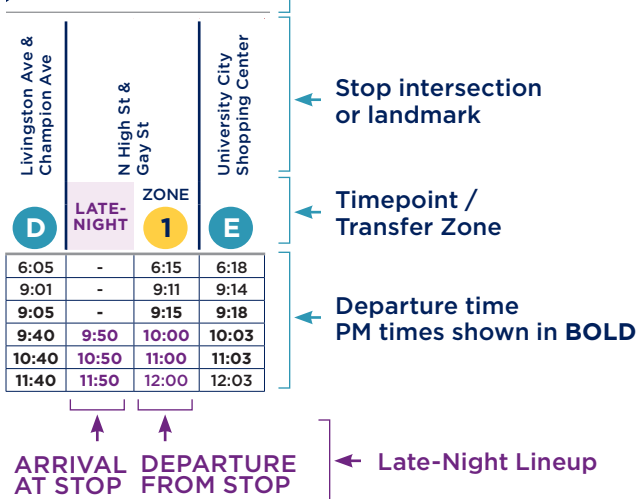 Livingston Ave &
Champion Ave
N High St &
Gay St
University City
Shopping Center
Stop intersection
or landmark
D
LATE-
NIGHT
ZONE
1
E
Timepoint /
Transfer Zone
6:05 - 6:15 6:18
9:01 - 9:11 9:14
9:05 - 9:15 9:18
9:40 9:50 10:00 10:03
10:40 10:50 11:00 11:03
11:40 11:50 12:00 12:03
Departure time
PM times shown in BOLD
ARRIVAL
AT STOP
DEPARTURE
FROM STOP
Late-Night Lineup